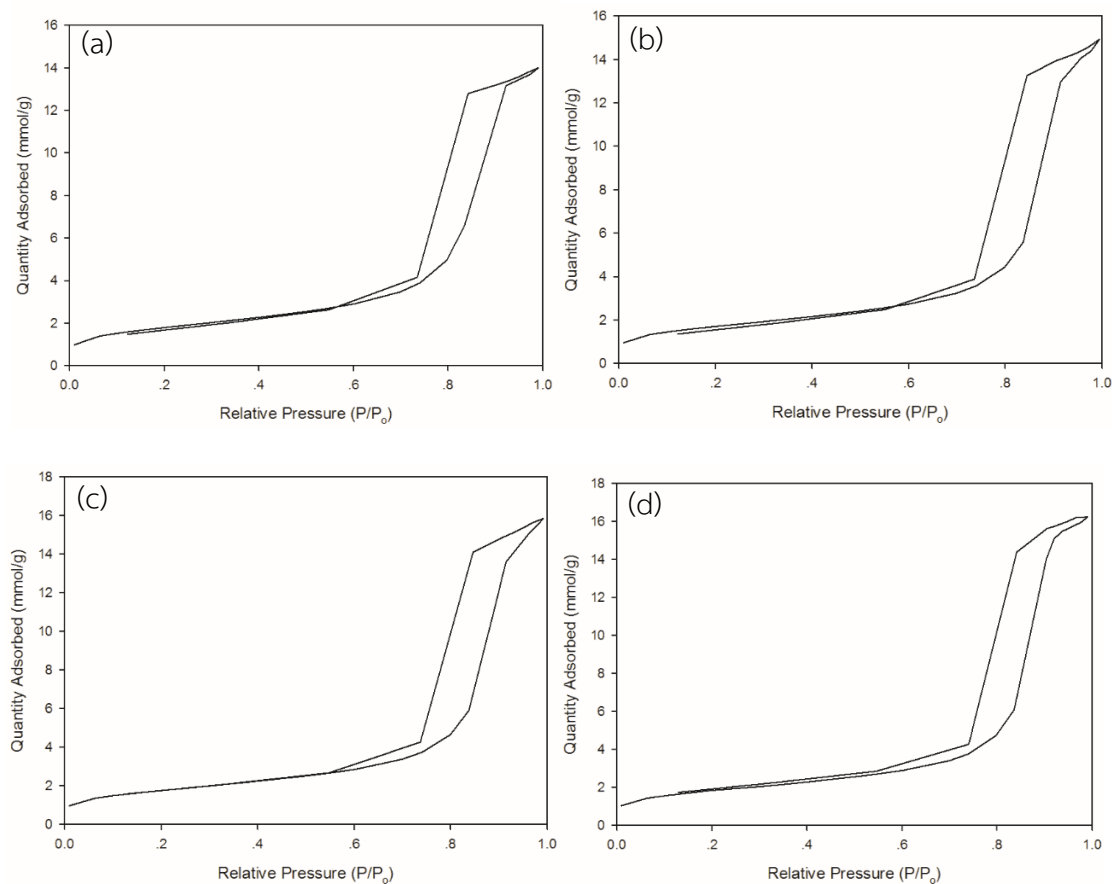 (a)
16
14
12
10
8
6
4
2
0
Quantity Adsorbed (mmol/g)
0.0 .2 .4 .6 .8 1.0
Relative Pressure (P/Po)
(b)
16
14
12
10
8
6
4
2
0
Quantity Adsorbed (mmol/g)
0.0 .2 .4 .6 .8 1.0
Relative Pressure (P/Po)
(c)
18
16
14
12
10
8
6
4
2
0
Quantity Adsorbed (mmol/g)
0.0 .2 .4 .6 .8 1.0
Relative Pressure (P/Po)
(d)
18
16
14
12
10
8
6
4
2
0
Quantity Adsorbed (mmol/g)
0.0 .2 .4 .6 .8 1.0
Relative Pressure (P/Po)